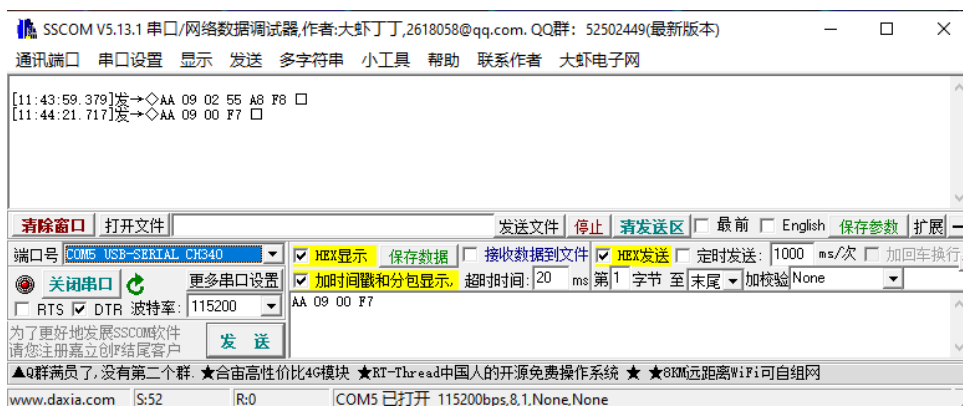 SSCOM V5.13.1 串口/网络数据调试器,作者:大虾丁丁,2618058@qq.com. QQ群: 52502449(最新版本)
通讯端口 串口设置 显示 发送 多字符串 小工具 帮助 联系作者 大虾电子网
[11:43:59.379]发→◇AA 09 02 55 A8 F8 □
[11:44:21.717]发→◇AA 09 00 F7 □
清除窗口 打开文件 发送文件 停止 清发送区 最前 English 保存参数 扩展 —
端口号 COM5 USB-SERIAL CH340 HEX显示 保存数据 接收数据到文件 HEX发送 定时发送: 1000 ms/次 加回车换行
关闭串口 更多串口设置 加时间戳和分包显示, 超时时间: 20 ms 第1 字节 至 末尾 加校验 None
RTS DTR 波特率: 115200
AA 09 00 F7
为了更好地发展SSCOM软件
请您注册嘉立创F结尾客户
发 送
▲Q群满员了,没有第二个群. ★合宙高性价比4G模块 ★RT-Thread中国人的开源免费操作系统 ★ ★8KM远距离WiFi可自组网
www.daxia.com S:52 R:0 COM5 已打开 115200bps,8,1,None,None